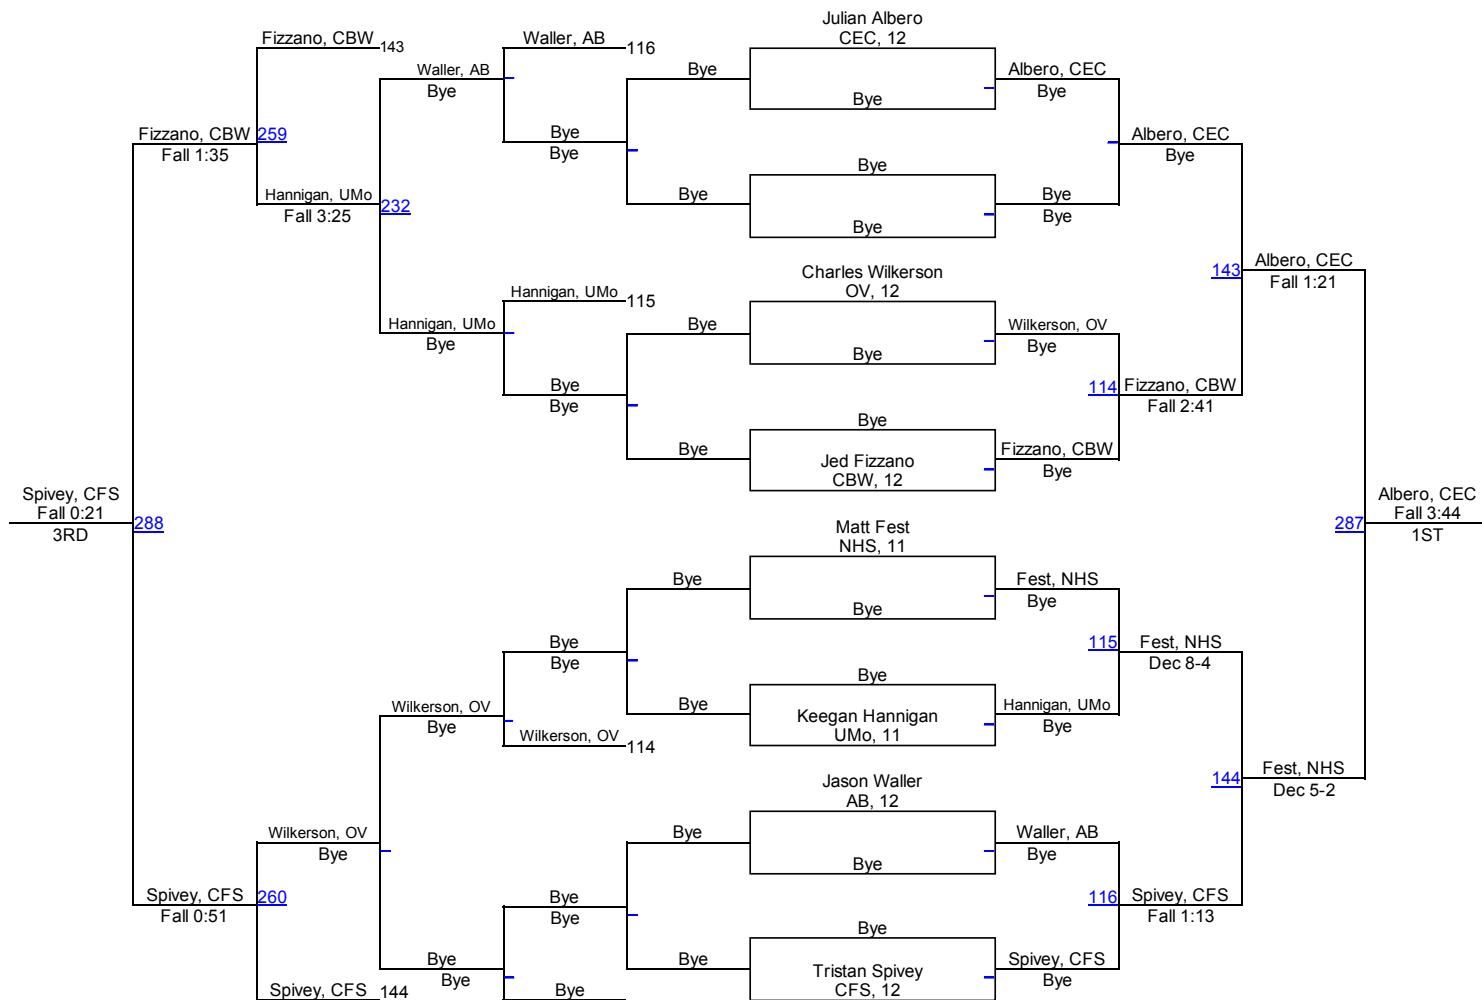 Julian Albero
CEC, 12
Fizzano, CBW 143
Waller, AB 116
Waller, AB
Bye
Bye
Bye
Albero, CEC
Bye
Fizzano, CBW 259
Fall 1:35
Bye
Bye
Albero, CEC
Bye
Hannigan, UMo
Fall 3:25
232
Bye
Bye
Bye
Bye
Bye
Charles Wilkerson
OV, 12
143 Albero, CEC
Fall 1:21
Hannigan, UMo 115
Hannigan, UMo
Bye
Bye
Bye
Wilkerson, OV
Bye
Bye
Bye
114 Fizzano, CBW
Fall 2:41
Bye
Bye
Jed Fizzano
CBW, 12
Fizzano, CBW
Bye
Spivey, CFS
Fall 0:21
3RD
288
Matt Fest
NHS, 11
287
Albero, CEC
Fall 3:44
1ST
Bye
Bye
Fest, NHS
Bye
Bye
Bye
115 Fest, NHS
Dec 8-4
Wilkerson, OV
Bye
Bye
Bye
Keegan Hannigan
UMo, 11
Hannigan, UMo
Bye
Wilkerson, OV 114
Jason Waller
AB, 12
144 Fest, NHS
Dec 5-2
Wilkerson, OV
Bye
Bye
Bye
Waller, AB
Bye
Spivey, CFS 260
Fall 0:51
Bye
Bye
116 Spivey, CFS
Fall 1:13
Bye
Bye
Bye
Bye
Tristan Spivey
CFS, 12
Spivey, CFS
Bye
Spivey, CFS 144
Bye